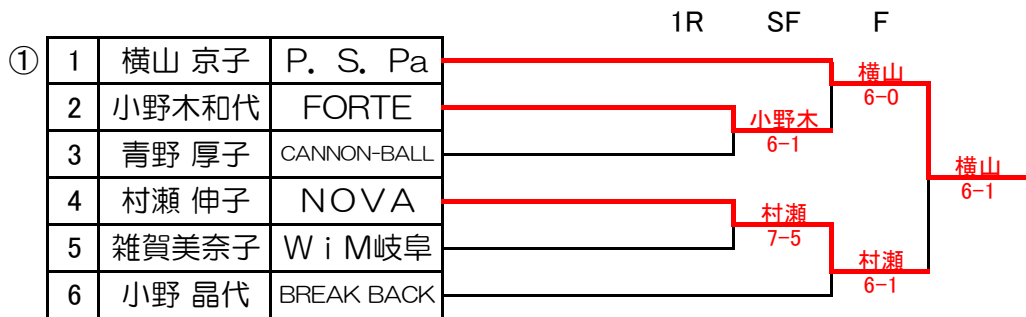 1R SF F
① 1 横山 京子 P．S．Pa
横山
6-0
2 小野木和代 FORTE
小野木
6-1
3 青野 厚子 CANNON-BALL
横山
6-1
4 村瀬 伸子 NOVA
村瀬
7-5
5 雑賀美奈子 WiM岐阜
村瀬
6-1
6 小野 晶代 BREAK BACK